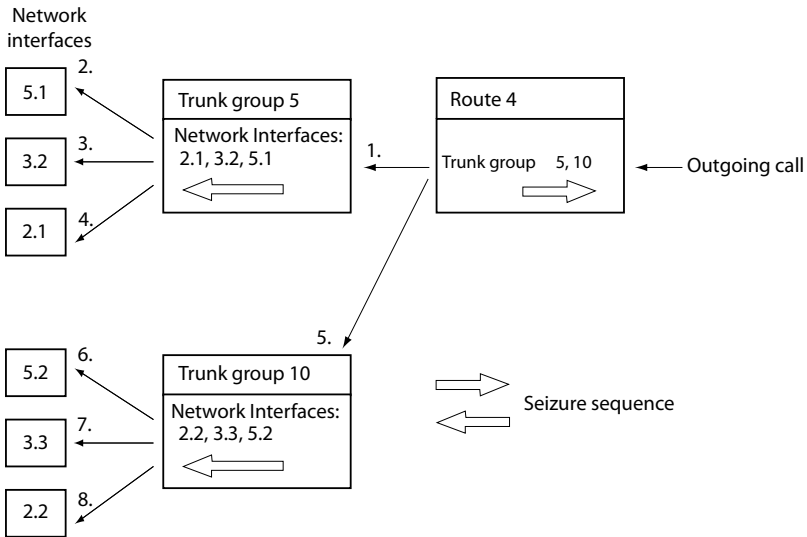 Network
interfaces
2.
5.1
3.
3.2
4.
2.1
Trunk group 5
Network Interfaces:
2.1, 3.2, 5.1
1.
Route 4
Trunk group 5, 10
Outgoing call
5.
6.
5.2
7.
3.3
8.
2.2
Trunk group 10
Network Interfaces:
2.2, 3.3, 5.2
Seizure sequence